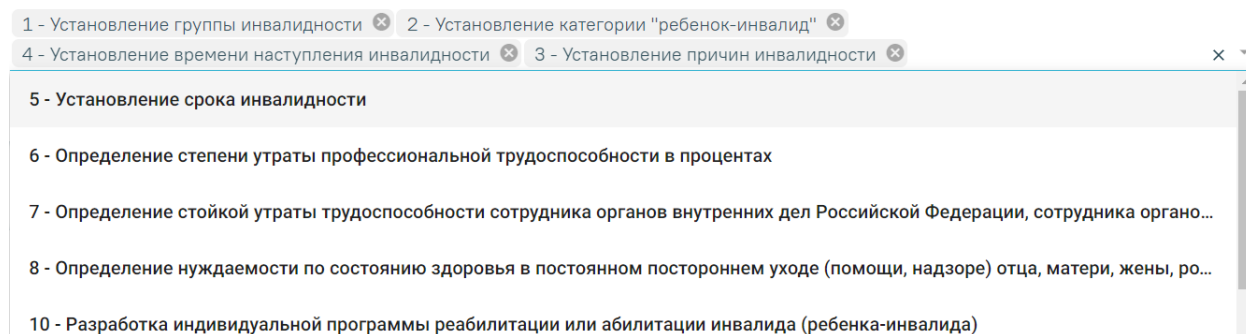 1 - Установление группы инвалидности 2 - Установление категории "ребенок-инвалид"
4 - Установление времени наступления инвалидности 3 - Установление причин инвалидности
5 - Установление срока инвалидности
6 - Определение степени утраты профессиональной трудоспособности в процентах
7 - Определение стойкой утраты трудоспособности сотрудника органов внутренних дел Российской Федерации, сотрудника органо...
8 - Определение нуждаемости по состоянию здоровья в постоянном постороннем уходе (помощи, надзоре) отца, матери, жены, ро...
10 - Разработка индивидуальной программы реабилитации или абилитации инвалида (ребенка-инвалида)